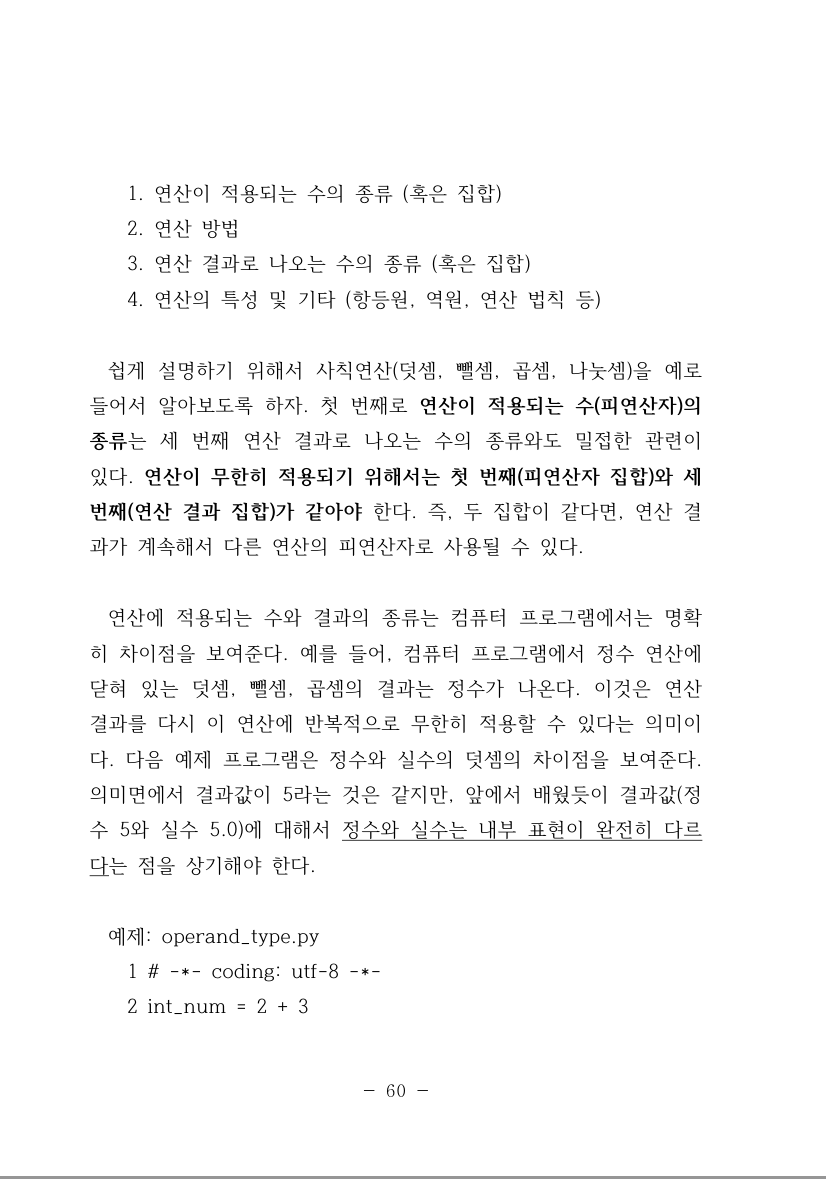 1. 연산이 적용되는 수의 종류 (혹은 집합)
2. 연산 방법
3. 연산 결과로 나오는 수의 종류 (혹은 집합)
4. 연산의 특성 및 기타 (항등원, 역원, 연산 법칙 등)
쉽게 설명하기 위해서 사칙연산(덧셈, 뺄셈, 곱셈, 나눗셈)을 예로
들어서 알아보도록 하자. 첫 번째로 연산이 적용되는 수(피연산자)의
종류는 세 번째 연산 결과로 나오는 수의 종류와도 밀접한 관련이
있다. 연산이 무한히 적용되기 위해서는 첫 번째(피연산자 집합)와 세
번째(연산 결과 집합)가 같아야 한다. 즉, 두 집합이 같다면, 연산 결
과가 계속해서 다른 연산의 피연산자로 사용될 수 있다.
연산에 적용되는 수와 결과의 종류는 컴퓨터 프로그램에서는 명확
히 차이점을 보여준다. 예를 들어, 컴퓨터 프로그램에서 정수 연산에
닫혀 있는 덧셈, 뺄셈, 곱셈의 결과는 정수가 나온다. 이것은 연산
결과를 다시 이 연산에 반복적으로 무한히 적용할 수 있다는 의미이
다. 다음 예제 프로그램은 정수와 실수의 덧셈의 차이점을 보여준다.
의미면에서 결과값이 5라는 것은 같지만, 앞에서 배웠듯이 결과값(정
수 5와 실수 5.0)에 대해서 정수와 실수는 내부 표현이 완전히 다르
다는 점을 상기해야 한다.
예제: operand_type.py
1 # -*- coding: utf-8 -*-
2 int_num = 2 + 3
- 60 -